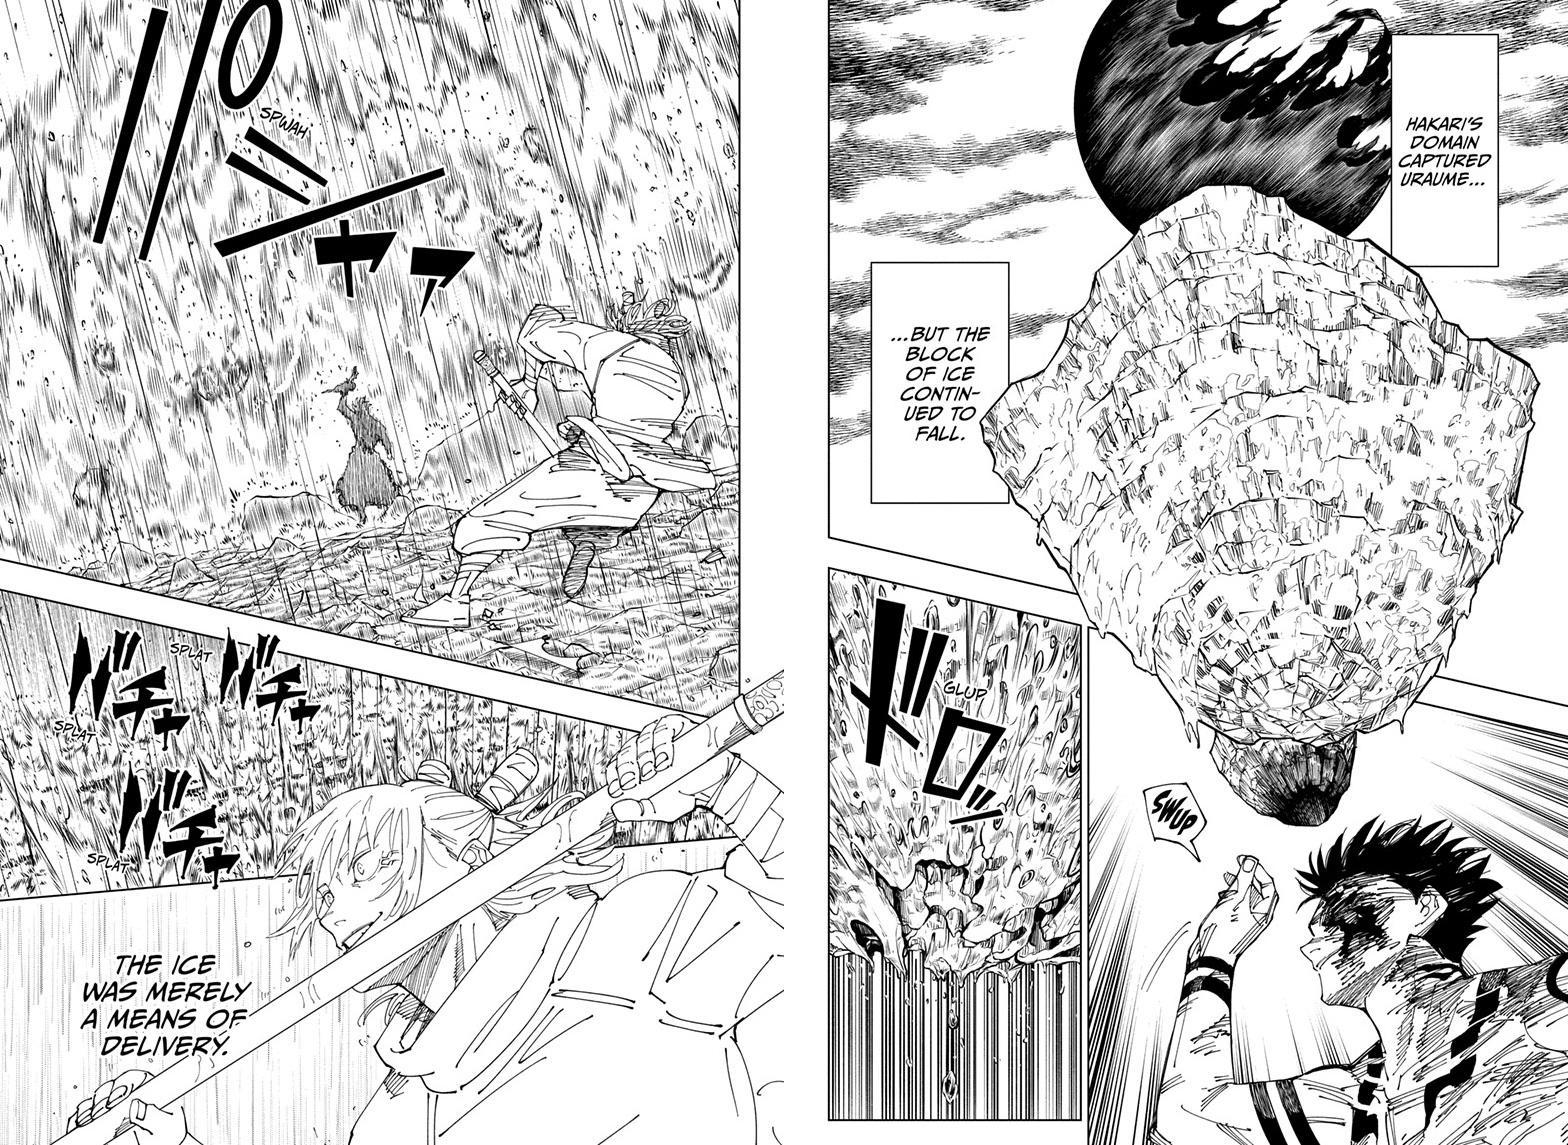 HAKARI'S
DOMAIN
CAPTURED
URAUME...
...BUT THE
BLOCK
OF ICE
CONTIN-
UED TO
FALL.
SWUP
GLUP
ドロ
SPWAH
パシャァ
SPLAT
バチャ
SPLAT
バチャ
SPLAT
バチャ
THE ICE
WAS MERELY
A MEANS OF
DELIVERY.